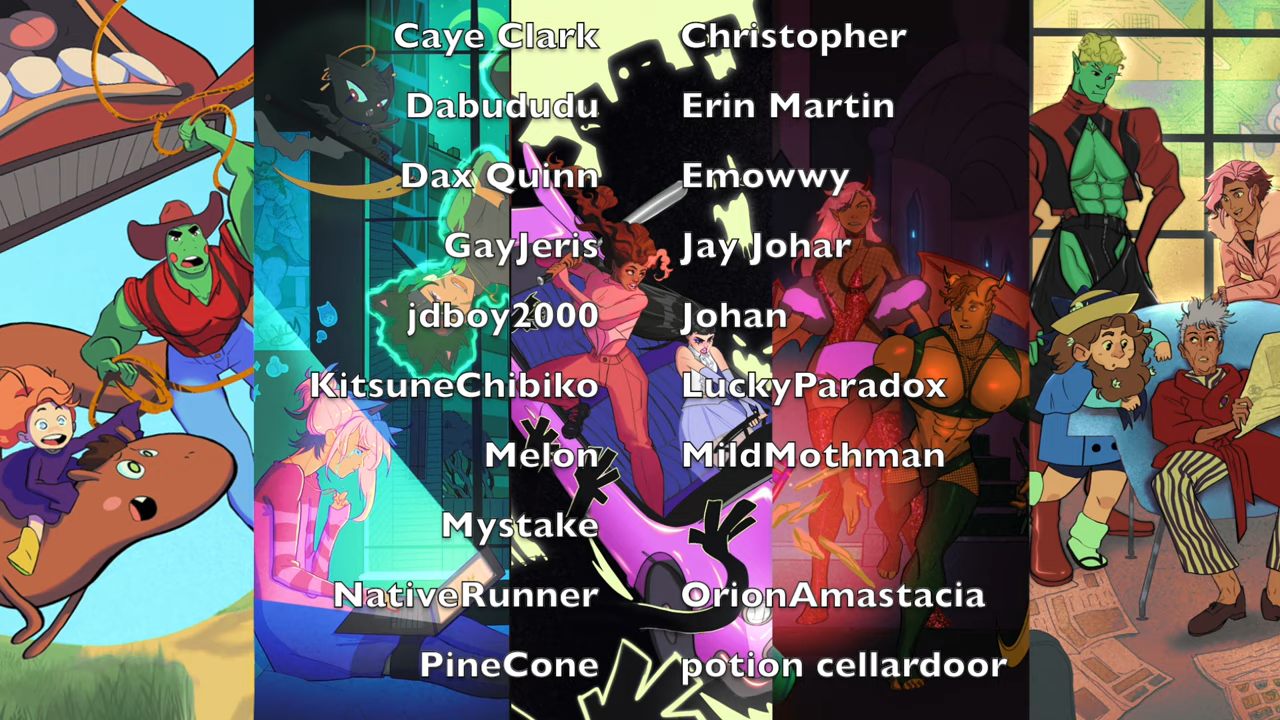 Caye Clark
Christopher
Dabududu
Erin Martin
Dax Quinn
Emowwy
GayJeris
Jay Johar
jdboy2000
Johan
KitsuneChibiko
LuckyParadox
Melon
MildMothman
Mystake
NativeRunner
OrionAmastacia
PineCone
potion cellardoor